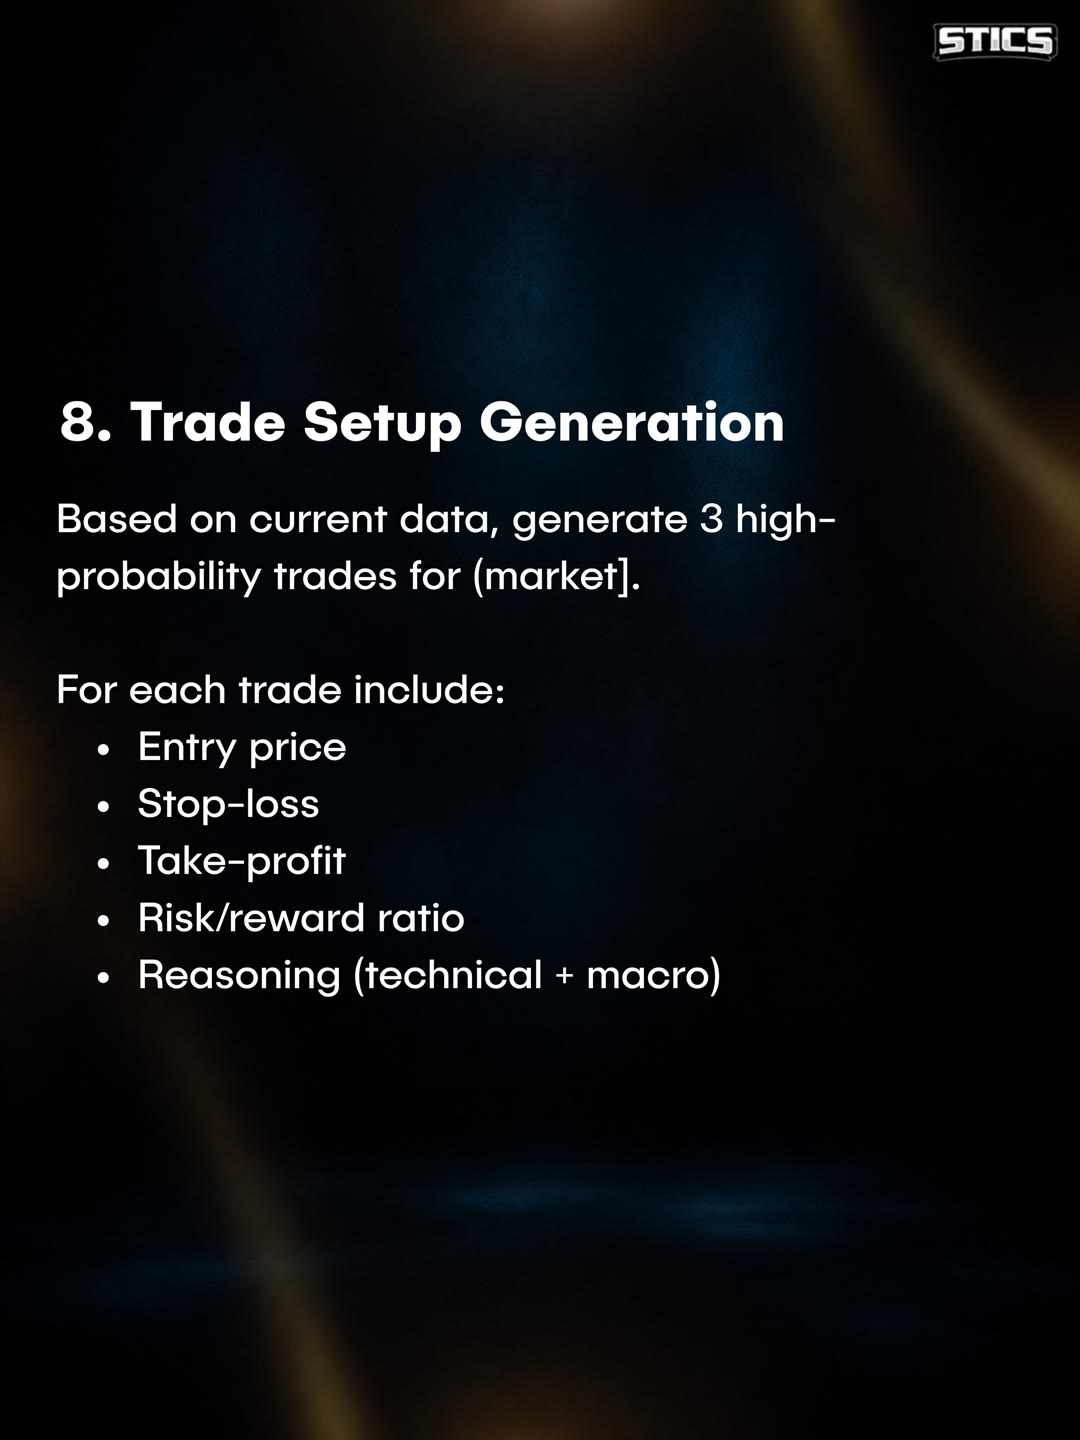 STICS
8. Trade Setup Generation
Based on current data, generate 3 high-
probability trades for (market].
For each trade include:
• Entry price
• Stop-loss
• Take-profit
• Risk/reward ratio
• Reasoning (technical + macro)